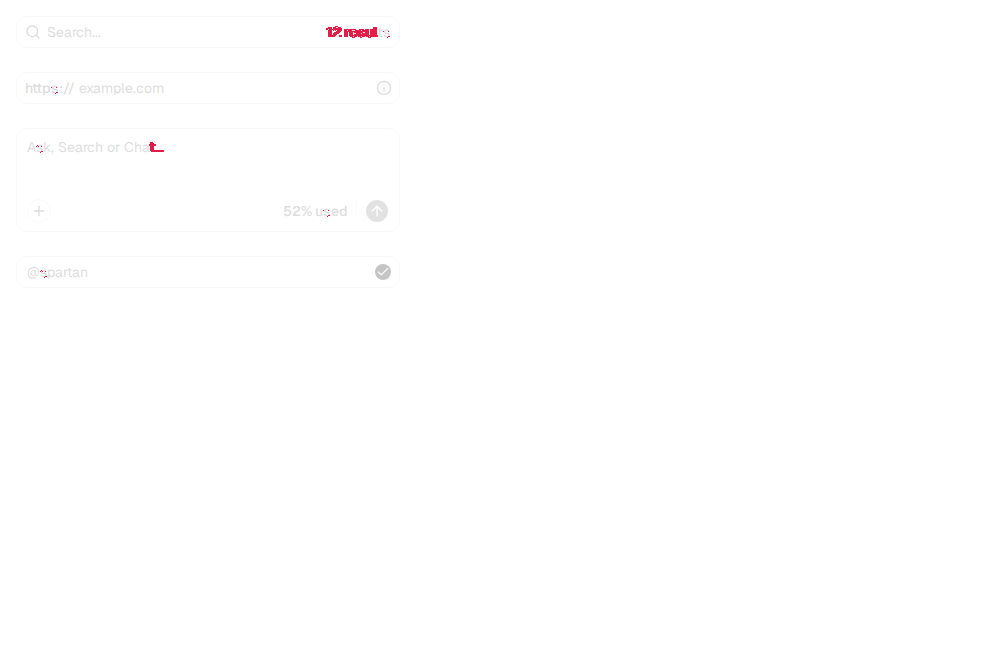 Search...
12 results
https:// example.com
Ask, Search or Chat...
52% used
@spartan